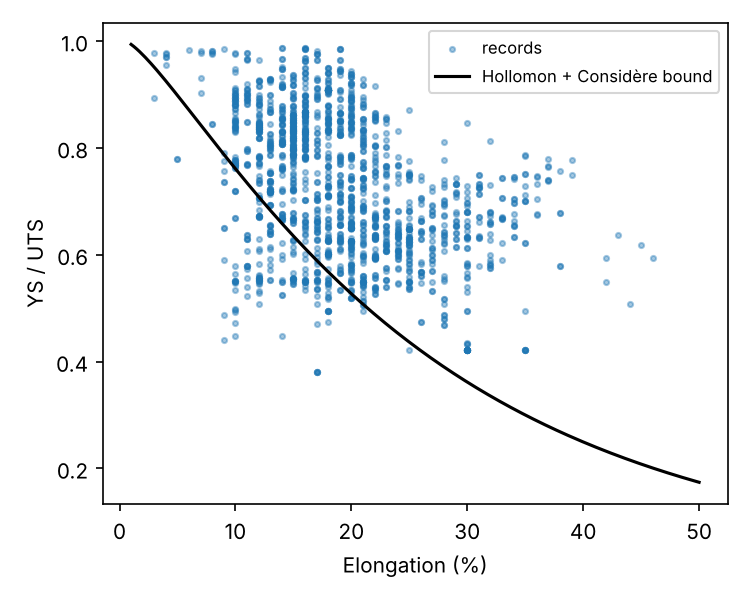 records
Hollomon + Considère bound
1.0
0.8
0.6
0.4
0.2
YS / UTS
0 10 20 30 40 50
Elongation (%)